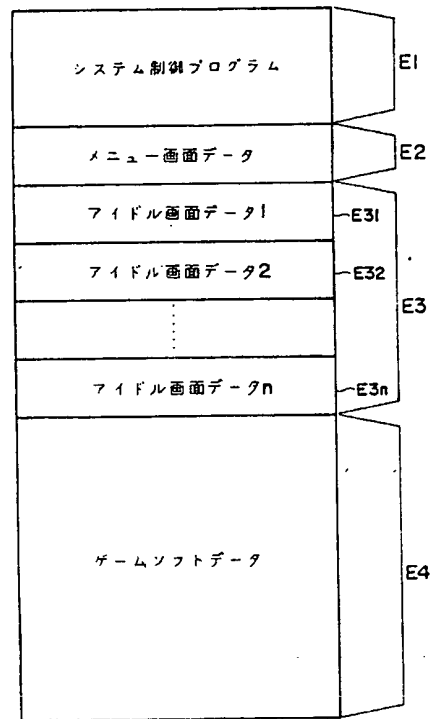 システム制御プログラム
E1
メニュー画面データ
E2
アイドル画面データ1
E31
アイドル画面データ2
E32
E3
アイドル画面データn
E3n
ゲームソフトデータ
E4